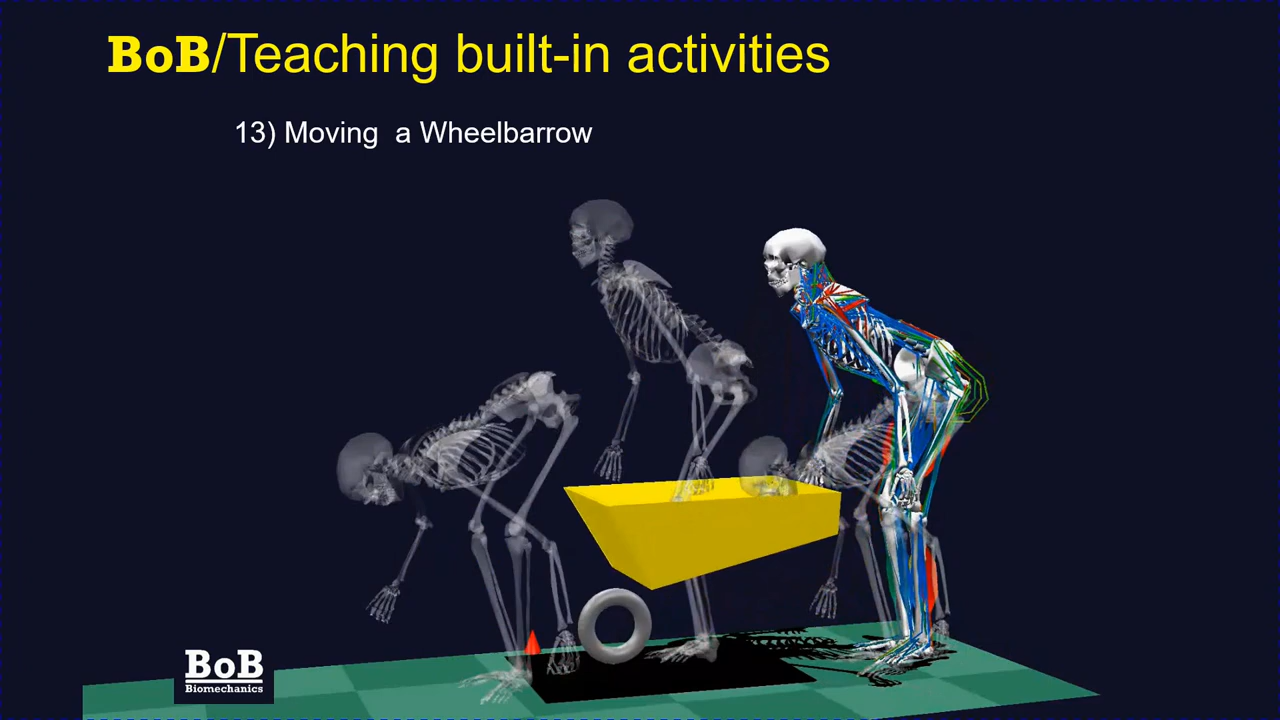 BoB/Teaching built-in activities
13) Moving a Wheelbarrow
BoB
Biomechanics